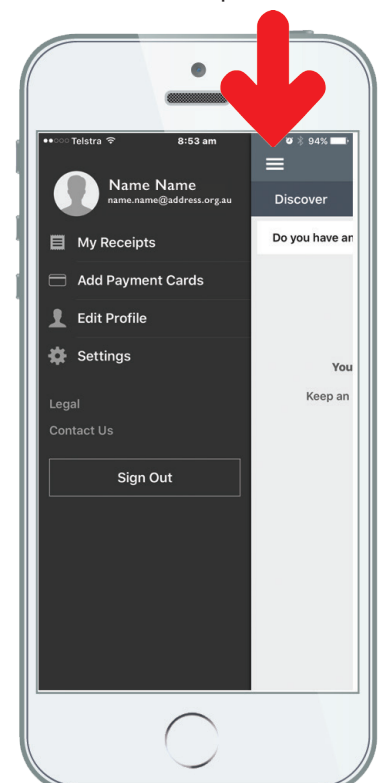 Telstra 8:53 am 94%
Name Name
name.name@address.org.au
Discover
My Receipts
Do you have an
Add Payment Cards
Edit Profile
Settings
You
Legal
Keep an
Contact Us
Sign Out